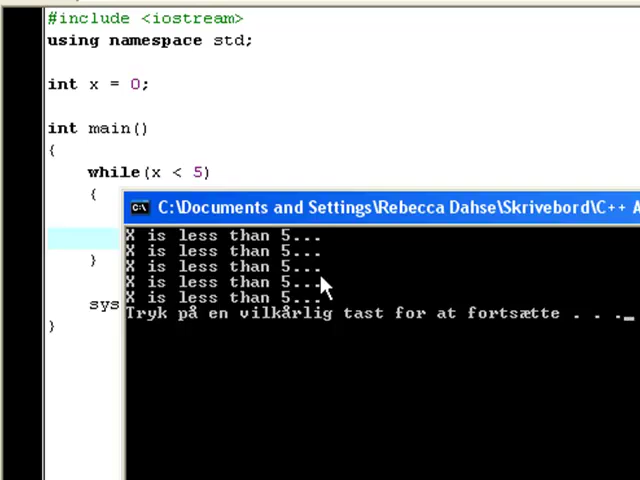 #include <iostream>
using namespace std;
int x = 0;
int main()
{
while(x < 5)
{
C:\Documents and Settings\Rebecca Dahse\Skrivebord\C++ A
X is less than 5...
X is less than 5...
X is less than 5...
X is less than 5...
X is less than 5...
Tryk på en vilkårlig tast for at fortsætte . . ._
}
sys
}